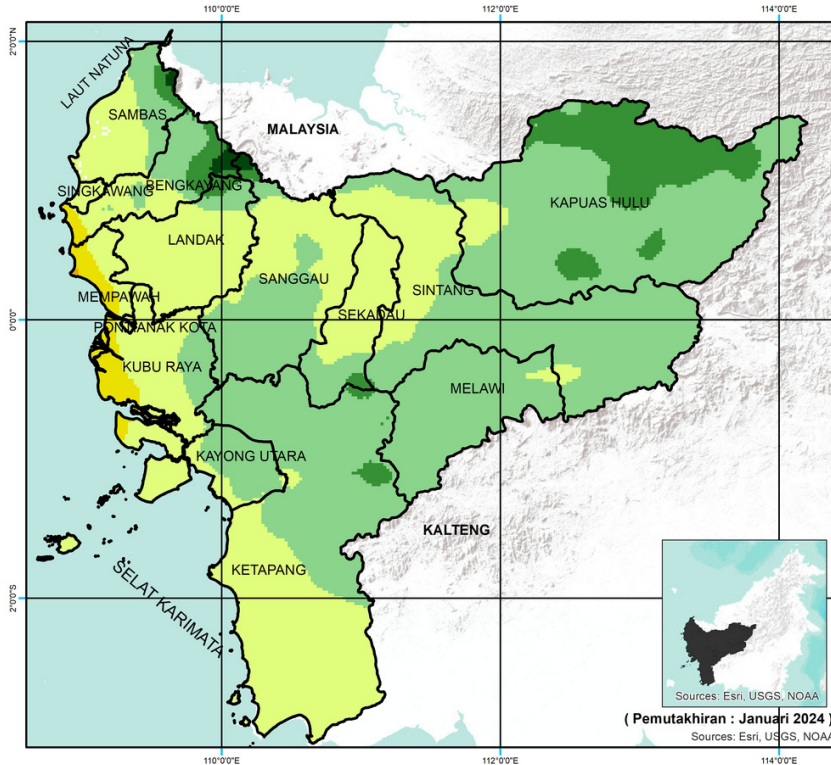 110°0'0"E
112°0'0"E
114°0'0"E
2°0'0"N
LAUT NATUNA
SAMBAS
MALAYSIA
SINGKAWANG
BENGKAYANG
KAPUAS HULU
LANDAK
SANGGAU
SINTANG
MEMPAWAH
0°0'0"
SEKADAU
PONTIANAK KOTA
KUBU RAYA
MELAWI
KAYONG UTARA
KALTENG
KETAPANG
SELAT KARIMATA
2°0'0"S
Sources: Esri, USGS, NOAA
( Pemutakhiran : Januari 2024 )
Sources: Esri, USGS, NOAA
110°0'0"E
112°0'0"E
114°0'0"E